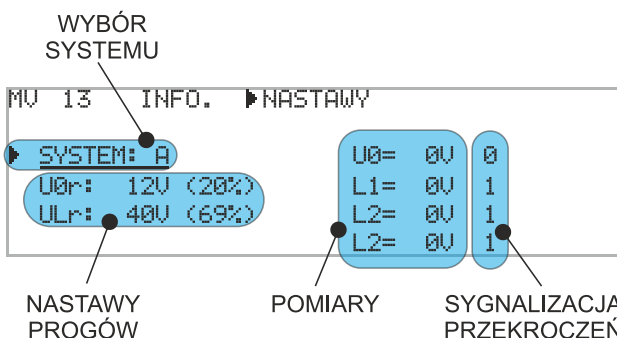 WYBÓR
SYSTEMU
MV 13 INFO. ▶NASTAWY
▶ SYSTEM: A
U0r: 12V (20%)
ULr: 40V (69%)
U0= 0V 0
L1= 0V 1
L2= 0V 1
L2= 0V 1
NASTAWY
PROGÓW
POMIARY
SYGNALIZACJA
PRZEKROCZEŃ